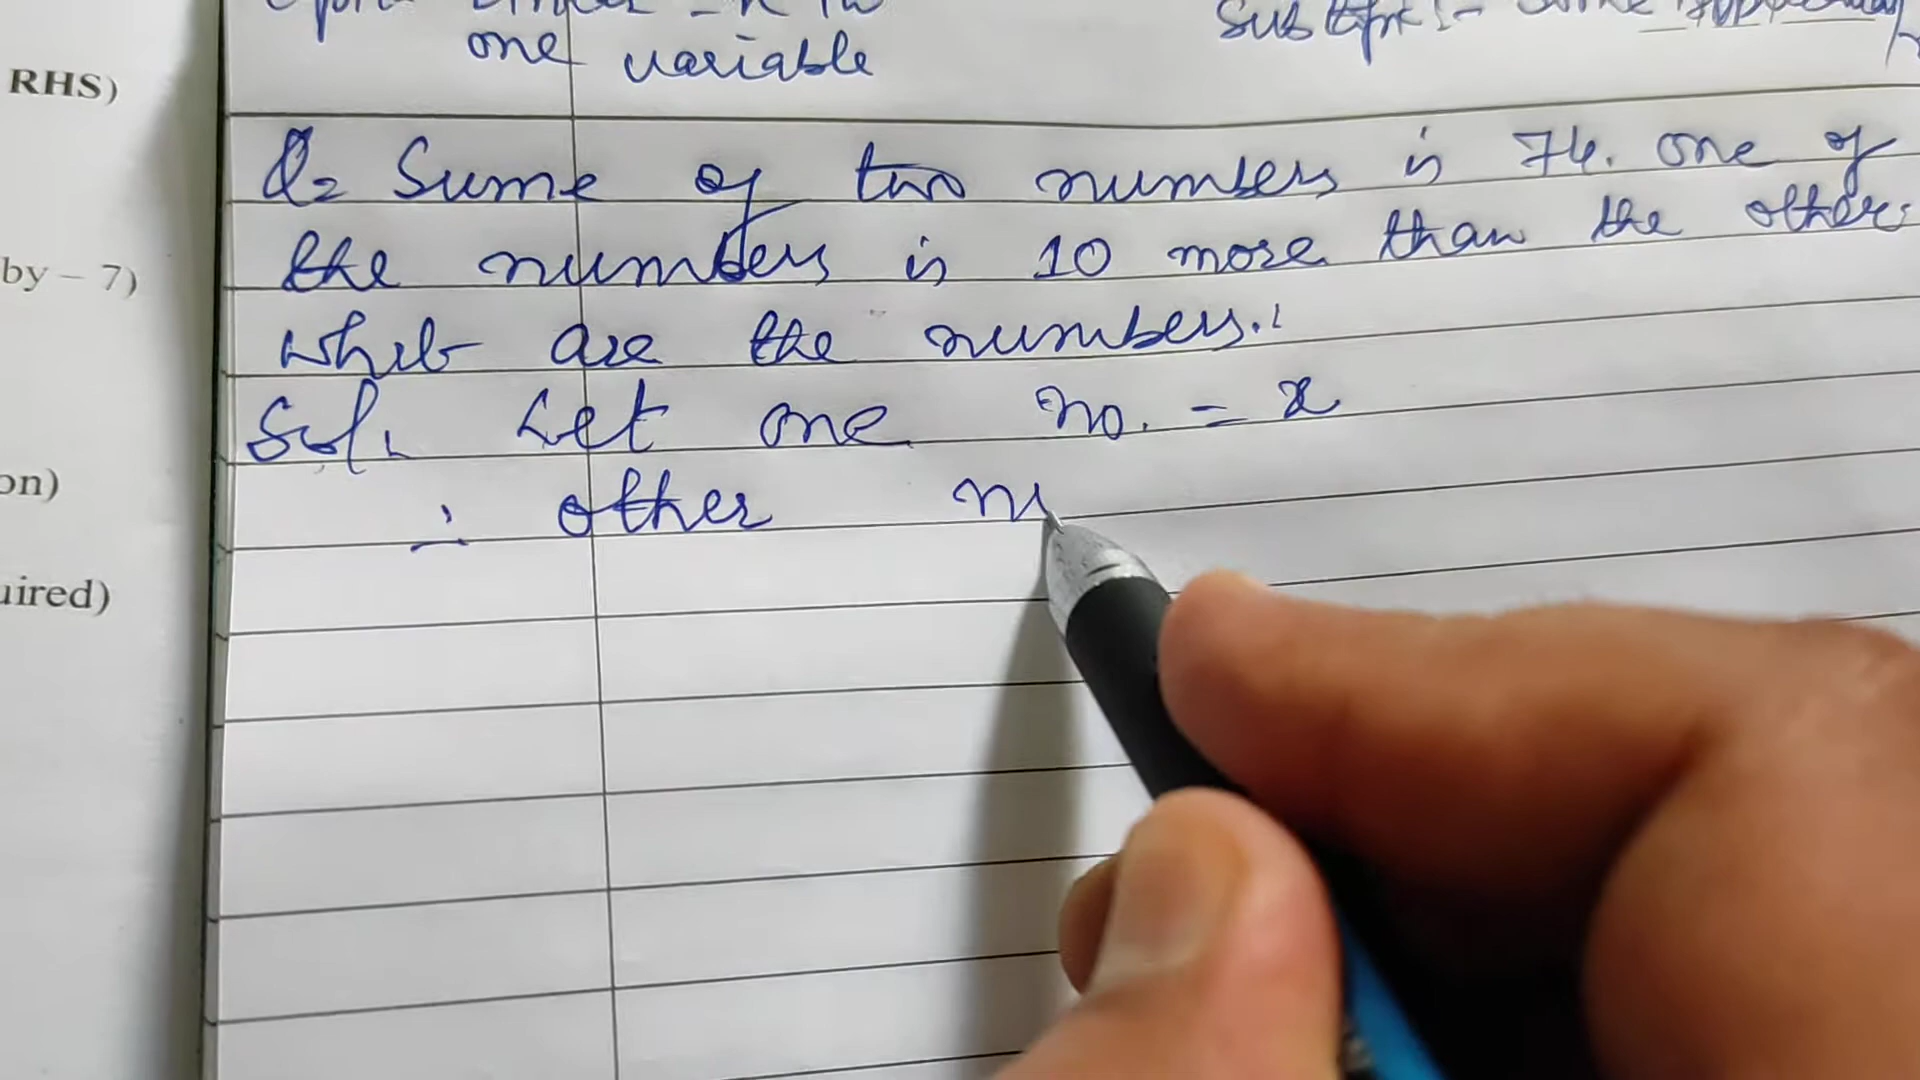 one variable
RHS)
Q2 Sume of two numbers is 74. one of
the numbers is 10 more than the other.
by – 7)
what are the numbers.
Sol. Let one no. = x
on)
∴ other n
uired)